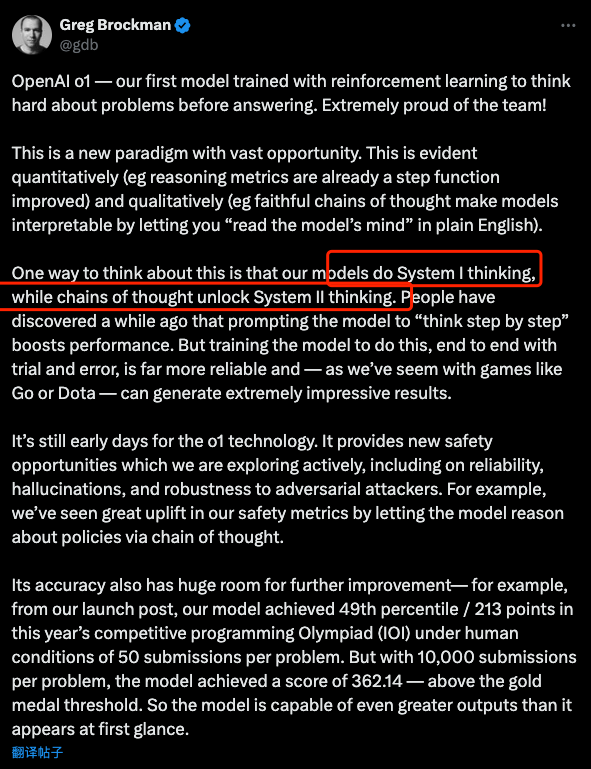 Greg Brockman
@gdb
OpenAI o1 — our first model trained with reinforcement learning to think
hard about problems before answering. Extremely proud of the team!
This is a new paradigm with vast opportunity. This is evident
quantitatively (eg reasoning metrics are already a step function
improved) and qualitatively (eg faithful chains of thought make models
interpretable by letting you “read the model’s mind” in plain English).
One way to think about this is that our models do System I thinking,
while chains of thought unlock System II thinking. People have
discovered a while ago that prompting the model to “think step by step”
boosts performance. But training the model to do this, end to end with
trial and error, is far more reliable and — as we’ve seem with games like
Go or Dota — can generate extremely impressive results.
It’s still early days for the o1 technology. It provides new safety
opportunities which we are exploring actively, including on reliability,
hallucinations, and robustness to adversarial attackers. For example,
we’ve seen great uplift in our safety metrics by letting the model reason
about policies via chain of thought.
Its accuracy also has huge room for further improvement— for example,
from our launch post, our model achieved 49th percentile / 213 points in
this year’s competitive programming Olympiad (IOI) under human
conditions of 50 submissions per problem. But with 10,000 submissions
per problem, the model achieved a score of 362.14 — above the gold
medal threshold. So the model is capable of even greater outputs than it
appears at first glance.
翻译帖子